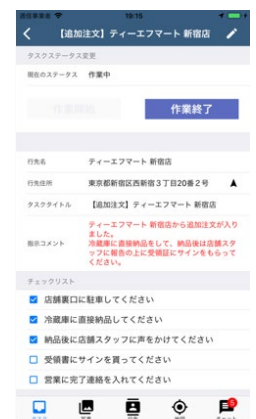 19:15
【追加注文】ティーエフマート 新宿店
タスクステータス変更
現在のステータス 作業中
作業開始
作業終了
行先名 ティーエフマート 新宿店
行先住所 東京都新宿区西新宿３丁目20番２号
タスクタイトル 【追加注文】ティーエフマート 新宿店
指示コメント
ティーエフマート 新宿店から追加注文が入り
ました。
冷蔵庫に直接納品をして、納品後は店舗スタ
ッフに報告の上に受領証にサインをもらって
ください。
チェックリスト
店舗裏口に駐車してください
冷蔵庫に直接納品してください
納品後に店舗スタッフに声をかけてください
受領書にサインを貰ってください
営業に完了連絡を入れてください